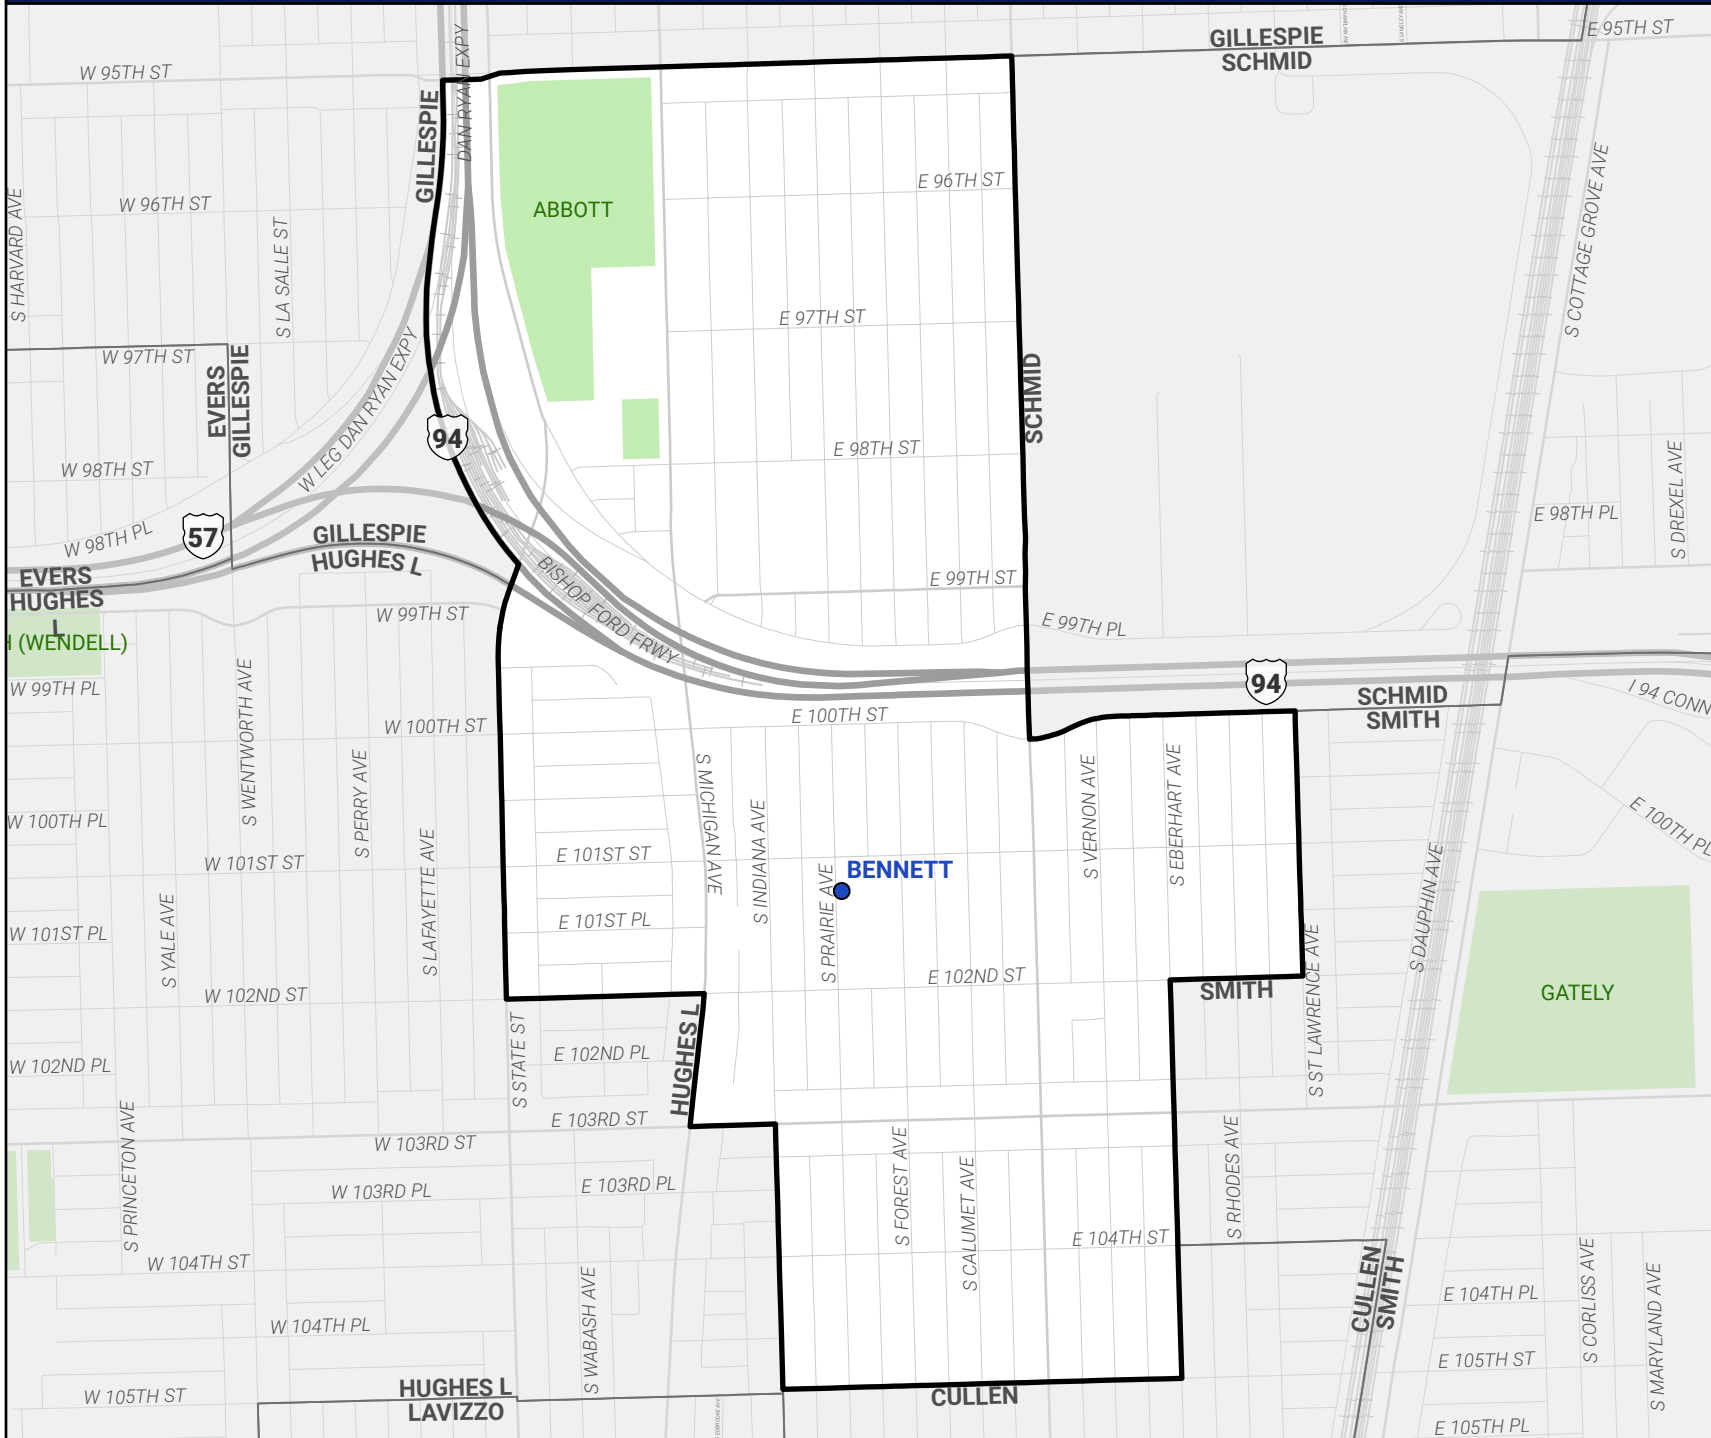 GILLESPIE
SCHMID
E 95TH ST
W 95TH ST
DAN RYAN EXPY
GILLESPIE
S HARVARD AVE
W 96TH ST
S LA SALLE ST
ABBOTT
E 96TH ST
S COTTAGE GROVE AVE
W 97TH ST
EVERS
GILLESPIE
W LEG DAN RYAN EXPY
E 97TH ST
SCHMID
94
E 98TH ST
W 98TH ST
S DREXEL AVE
E 98TH PL
W 98TH PL
57
GILLESPIE
HUGHES L
EVERS
HUGHES
L
H (WENDELL)
BISHOP FORD FRWY
E 99TH ST
W 99TH ST
E 99TH PL
W 99TH PL
94
SCHMID
SMITH
I 94 CONN
E 100TH ST
W 100TH ST
S WENTWORTH AVE
S PERRY AVE
S MICHIGAN AVE
S INDIANA AVE
S VERNON AVE
S EBERHART AVE
E 100TH PL
W 100TH PL
W 101ST ST
S LAFAYETTE AVE
E 101ST ST
BENNETT
S PRAIRIE AVE
S DAUPHIN AVE
E 101ST PL
W 101ST PL
S YALE AVE
W 102ND ST
E 102ND ST
SMITH
S ST LAWRENCE AVE
GATELY
HUGHES L
S STATE ST
E 102ND PL
W 102ND PL
E 103RD ST
W 103RD ST
S PRINCETON AVE
S FOREST AVE
S CALUMET AVE
S RHODES AVE
W 103RD PL
E 103RD PL
E 104TH ST
W 104TH ST
CULLEN
SMITH
E 104TH PL
S CORLISS AVE
S MARYLAND AVE
W 104TH PL
S WABASH AVE
E 105TH ST
W 105TH ST
HUGHES L
LAVIZZO
CULLEN
E 105TH PL